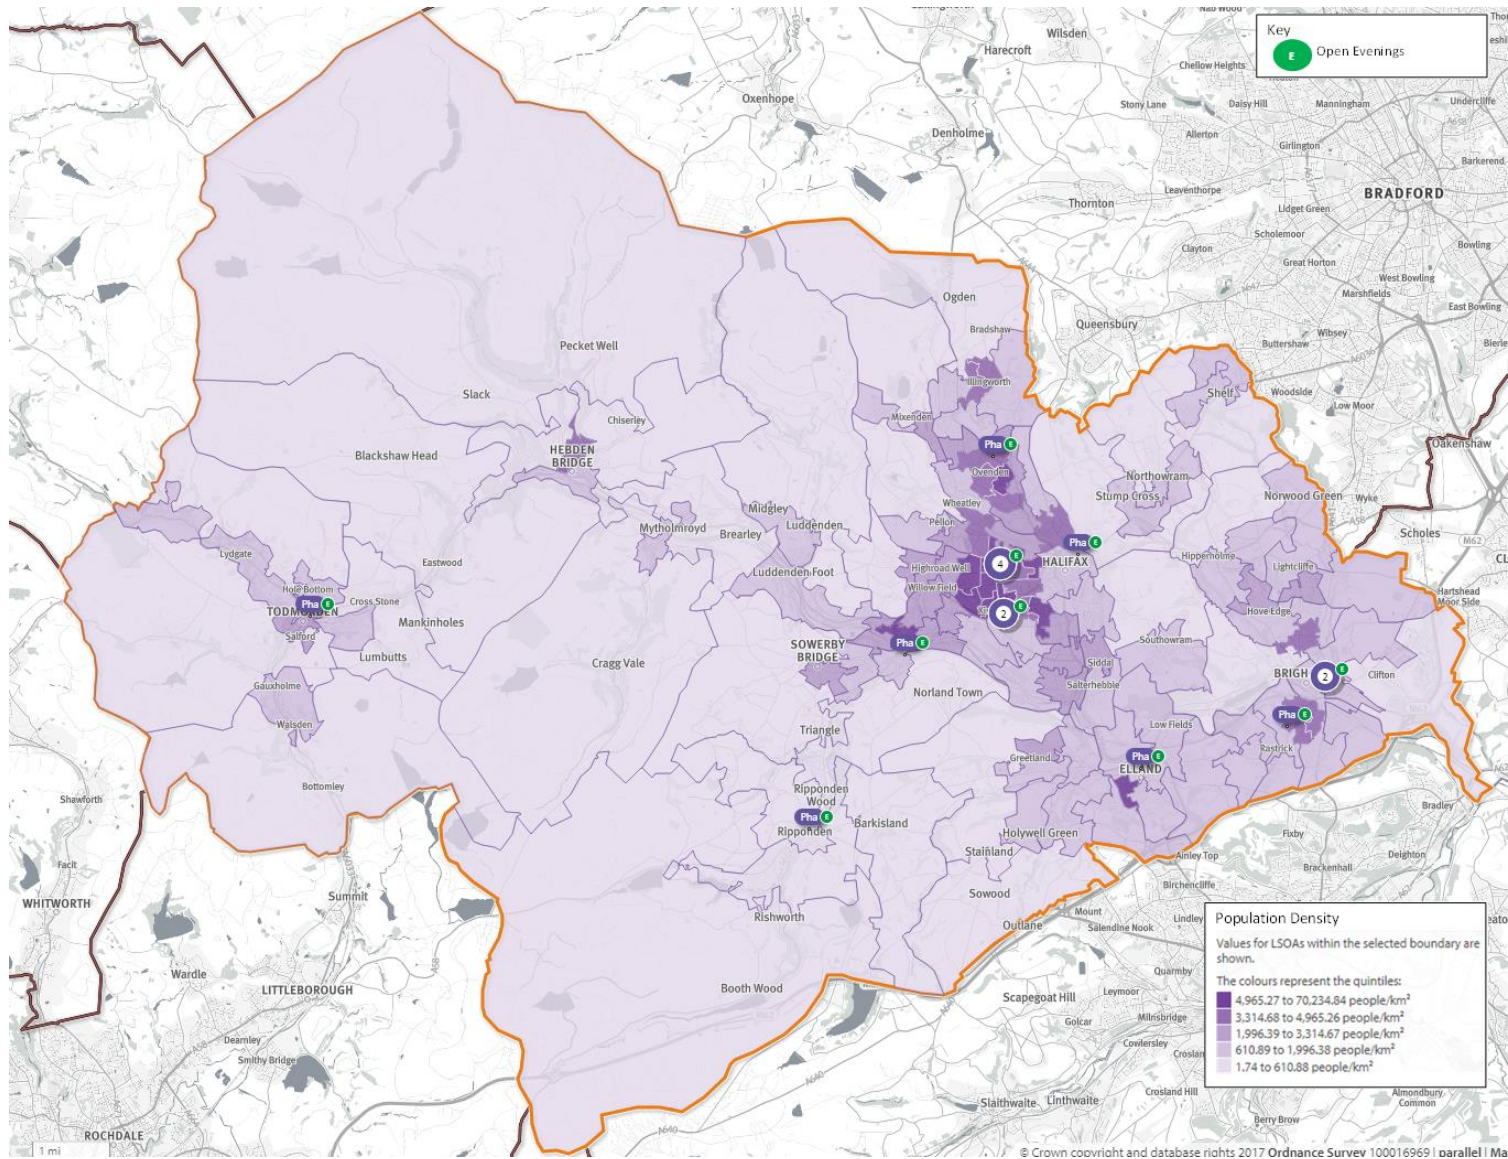 Key
E Open Evenings
Wilsden
Harecroft
Chellow Heights
Oxenhope
Stony Lane
Daisy Hill
Manningham
Undercliffe
Denholme
Allerton
Girlington
Barkerend
Leaventhorpe
BRADFORD
Thornton
Lidget Green
Scholemoor
Clayton
Bowling
Great Horton
West Bowling
Marshfields
East Bowling
Ogden
Bradshaw
Queensbury
Wibsey
Buttershaw
A6036
A647
Pecket Well
Illingworth
Shelf
Woodside
Low Moor
Slack
Chiserley
Mixenden
HEBDEN
BRIDGE
Pha E
Oakenshaw
Blackshaw Head
Ovenden
Northowram
Stump Cross
Norwood Green
Wyke
Midgley
Wheatley
Mytholmroyd
Brearley
Luddenden
Pellon
Scholes
M62
Lydgate
Eastwood
Pha E
HALIFAX
Hipperholme
4 E
Highroad Well
Lightcliffe
Luddenden Foot
Willow Field
Hole Bottom
Hartshead
Moor Side
Pha E
Cross Stone
TODMORDEN
2 E
Hove Edge
Mankinholes
Salford
SOWERBY
BRIDGE
Pha E
Southowram
Lumbutts
Cragg Vale
Siddal
BRIGH
2 E
Clifton
Gauxholme
Norland Town
Salterhebble
Walsden
Triangle
Low Fields
Pha E
Rastrick
Greetland
Pha E
ELLAND
Bottomley
Ripponden
Wood
Shawforth
Pha E
Barkisland
Ripponden
Holywell Green
Bradley
Fixby
Deighton
Facit
Stainland
Ainley Top
Brackenhall
Birchencliffe
Summit
Sowood
WHITWORTH
Rishworth
Outlane
Mount
Lindley
Salendine Nook
Population Density
Values for LSOAs within the selected boundary are
shown.
The colours represent the quintiles:
4,965.27 to 70,234.84 people/km²
3,314.68 to 4,965.26 people/km²
1,996.39 to 3,314.67 people/km²
610.89 to 1,996.38 people/km²
1.74 to 610.88 people/km²
Wardle
LITTLEBOROUGH
Booth Wood
Quarmby
Scapegoat Hill
Leymoor
Golcar
Milnsbridge
Dearnley
Cowlersley
Smithy Bridge
A58
A640
Crosland Hill
Almondbury
Common
Slaithwaite
Linthwaite
Berry Brow
ROCHDALE
1 mi
© Crown copyright and database rights 2017 Ordnance Survey 100016969 | parallel | Ma